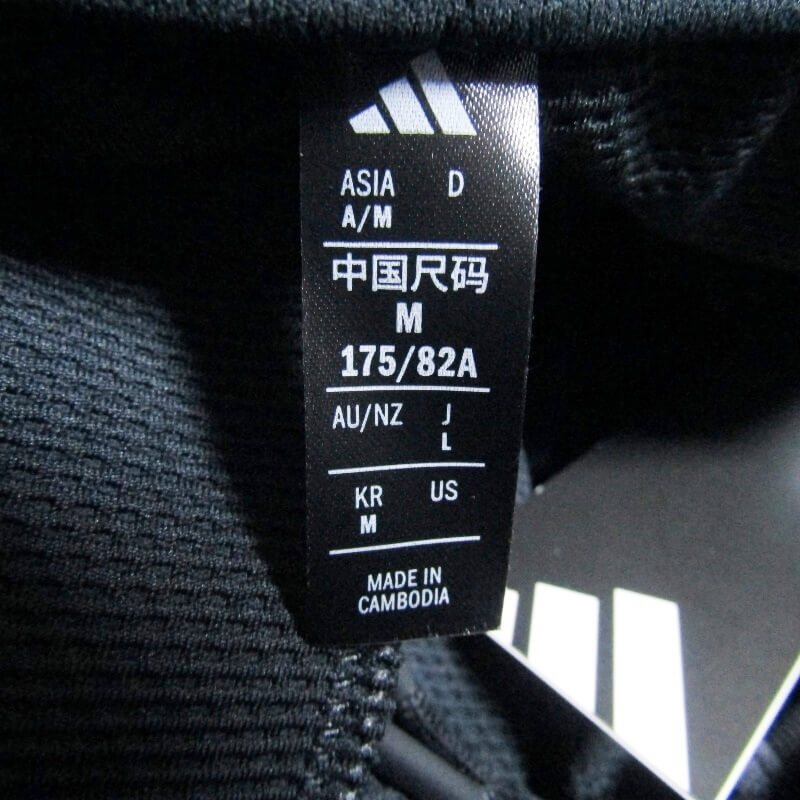 ASIA D
A/M
中国尺码
M
175/82A
AU/NZ J
L
KR US
M
MADE IN
CAMBODIA